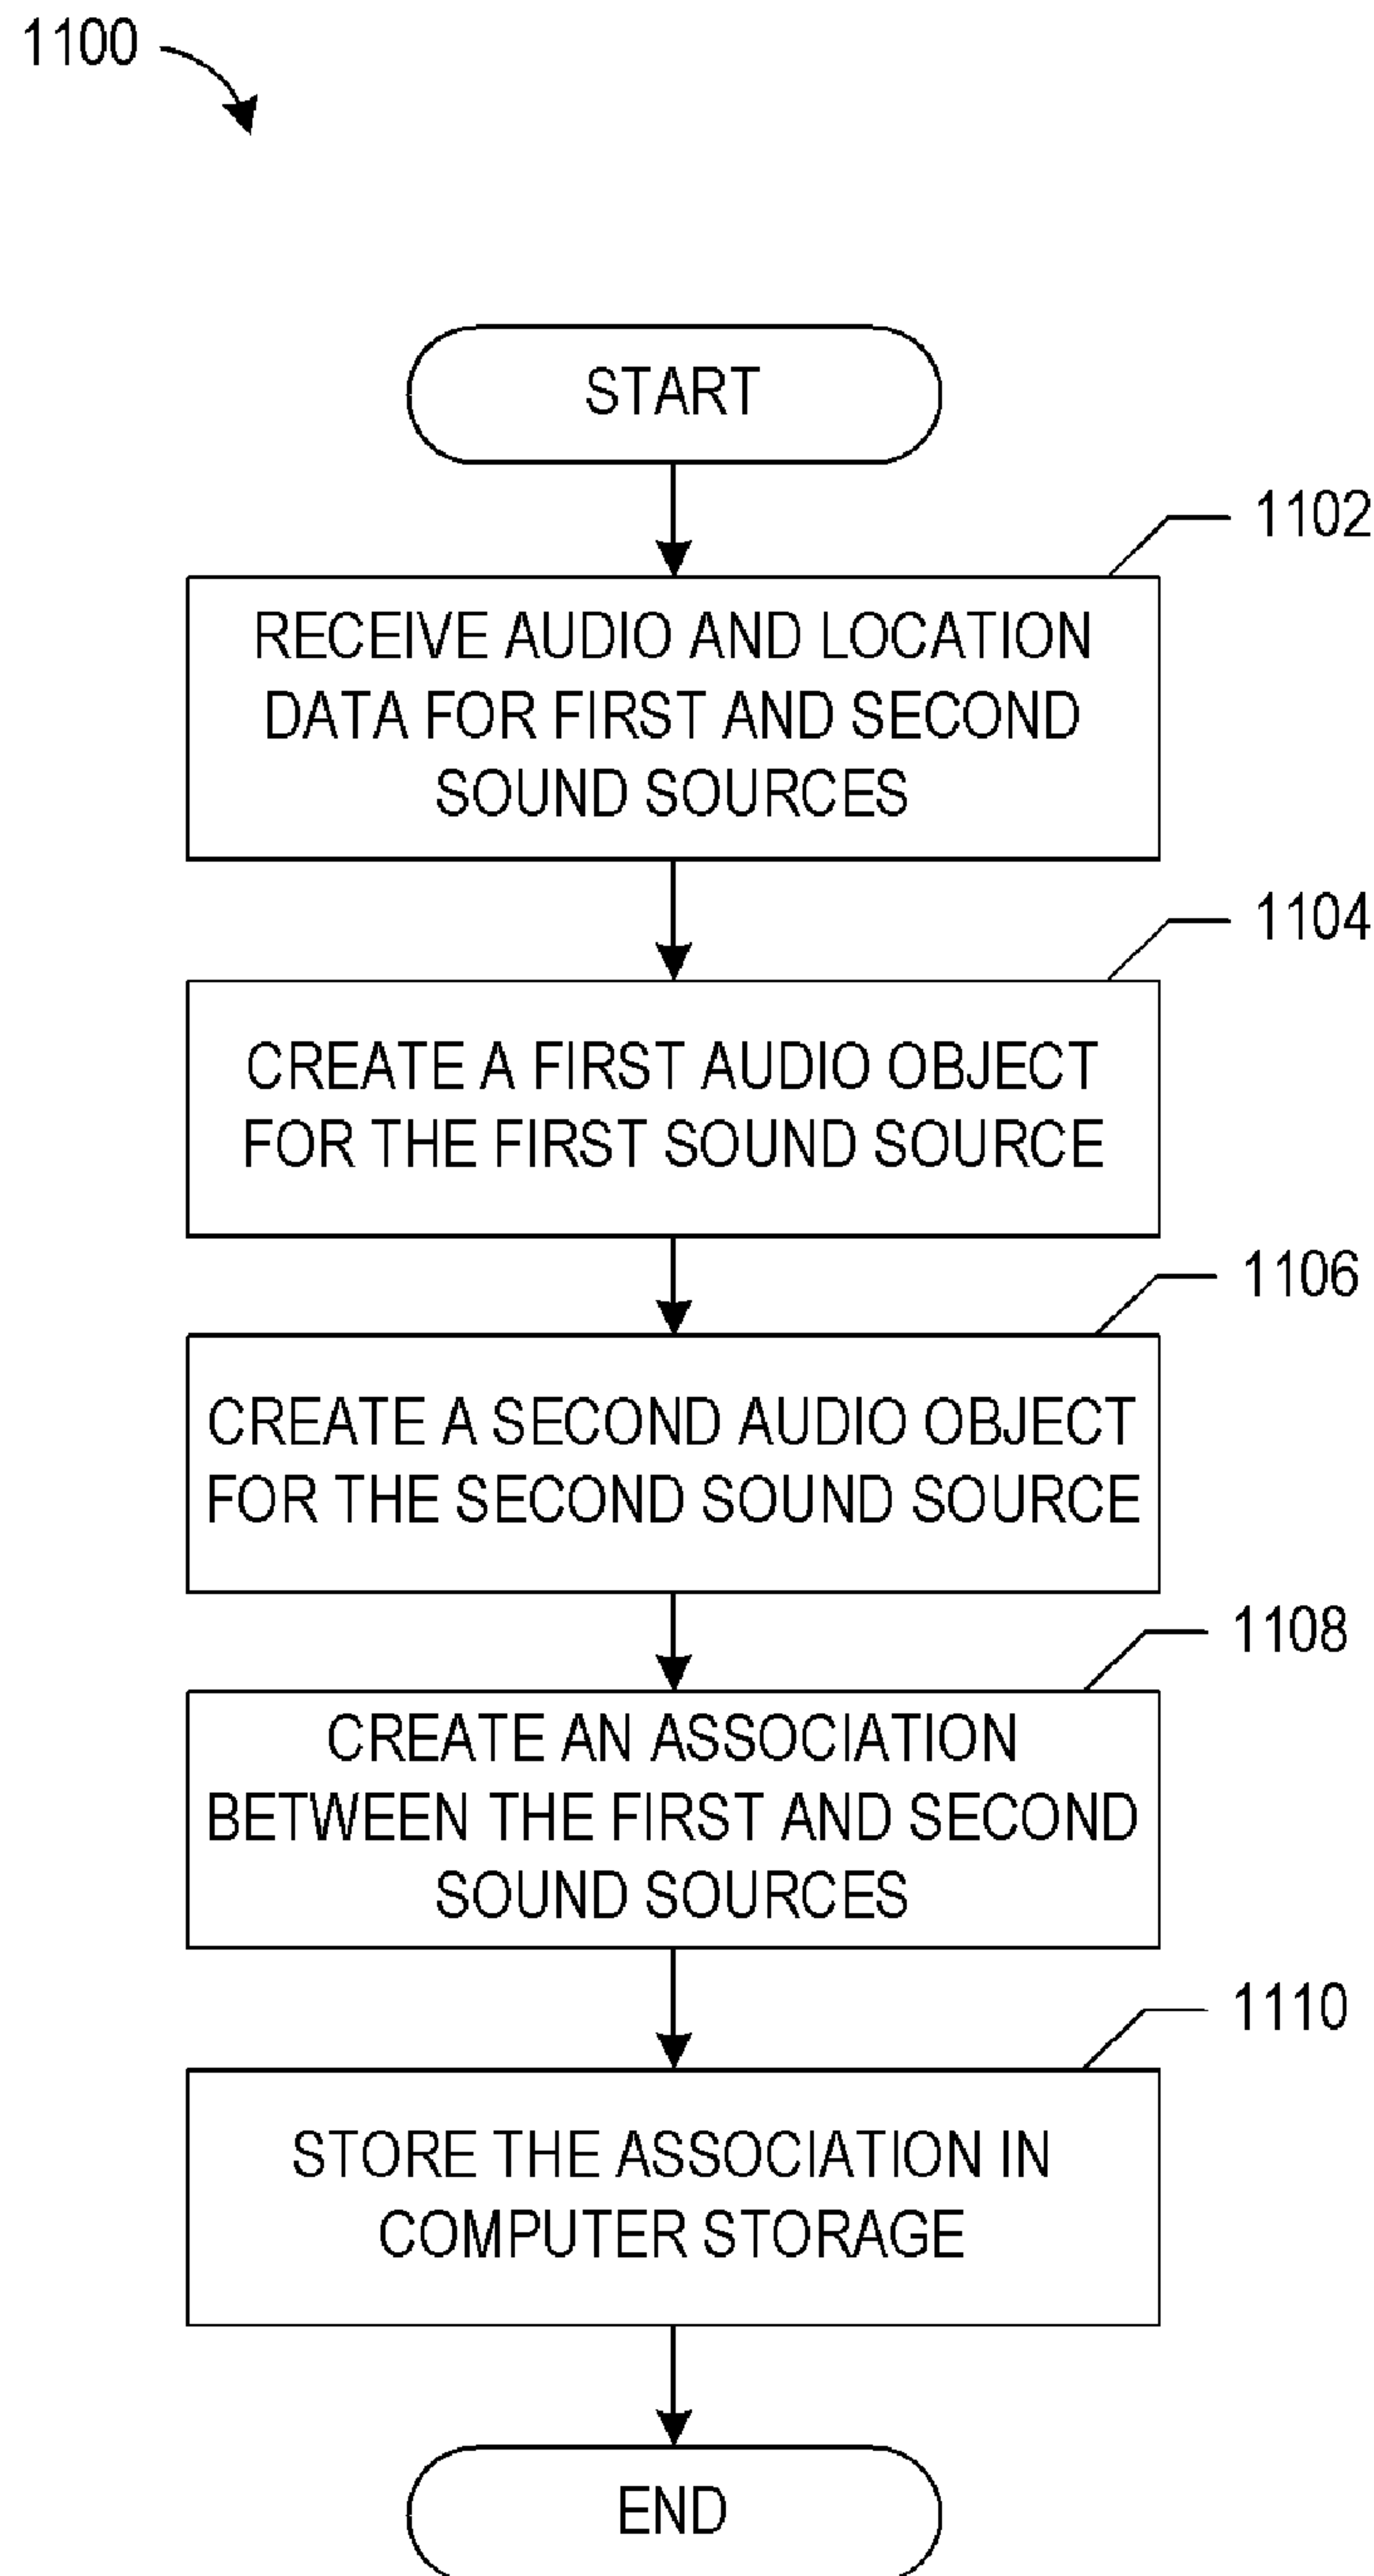 1100
START
1102
RECEIVE AUDIO AND LOCATION
DATA FOR FIRST AND SECOND
SOUND SOURCES
1104
CREATE A FIRST AUDIO OBJECT
FOR THE FIRST SOUND SOURCE
1106
CREATE A SECOND AUDIO OBJECT
FOR THE SECOND SOUND SOURCE
1108
CREATE AN ASSOCIATION
BETWEEN THE FIRST AND SECOND
SOUND SOURCES
1110
STORE THE ASSOCIATION IN
COMPUTER STORAGE
END